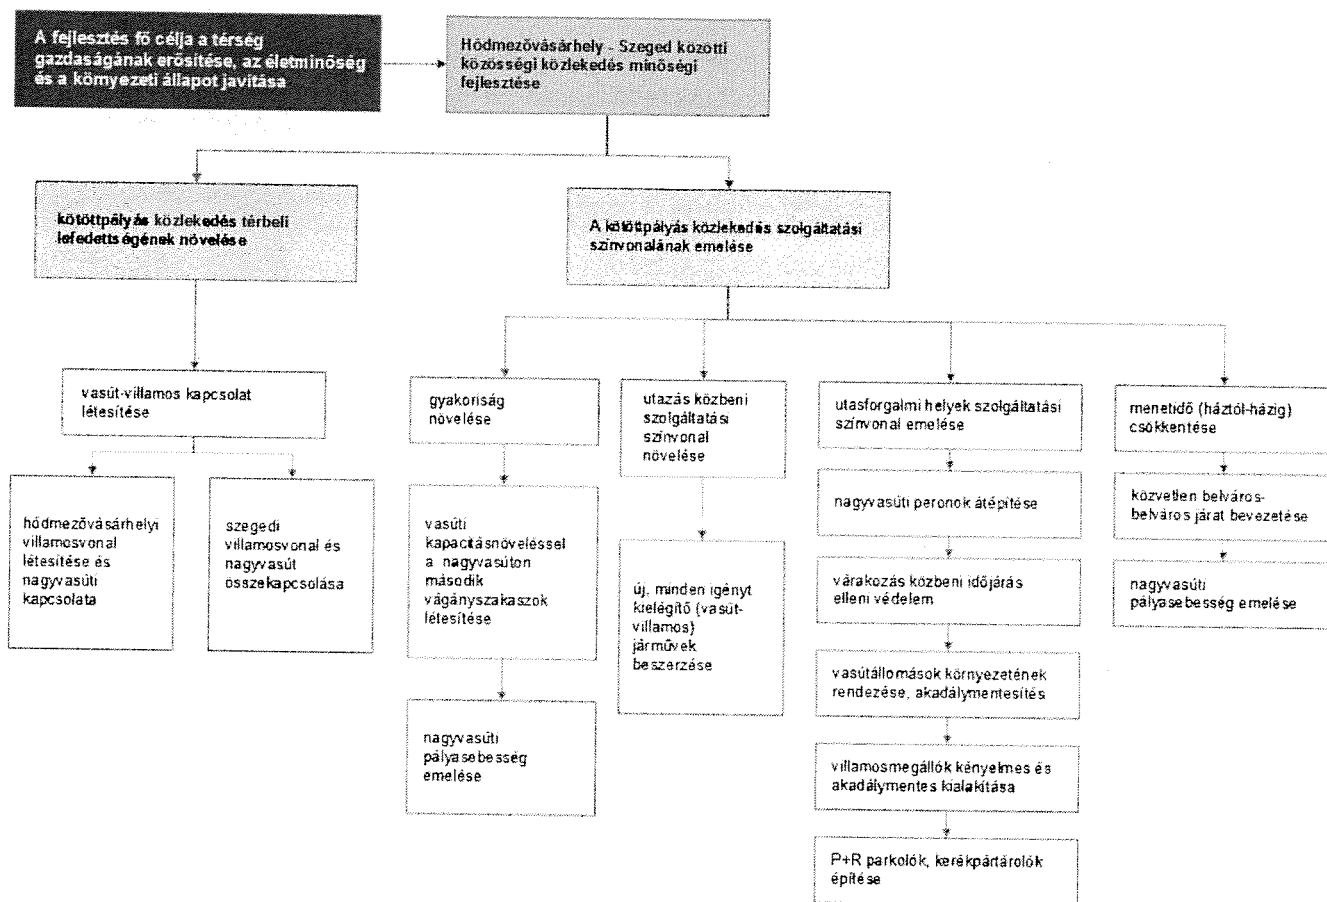 A fejlesztés fő célja a térség
gazdaságának erősítése, az életminőség
és a környezeti állapot javítása
Hódmezővásárhely - Szeged közötti
közösségi közlekedés minőségi
fejlesztése
kötöttpályás közlekedés térbeli
lefedettségének növelése
A kötöttpályás közlekedés szolgáltatási
színvonalának emelése
vasút-villamos kapcsolat
létesítése
gyakoriság
növelése
utazás közbeni
szolgáltatási
színvonal
növelése
utasforgalmi helyek szolgáltatási
színvonal emelése
menetidő (háztól-házig)
csökkentése
hódmezővásárhelyi
villamosvonal
létesítése és
nagyvasúti
kapcsolata
szegedi
villamosvonal és
nagyvasút
összekapcsolása
vasúti
kapacitásnöveléssel
a nagyvasúton
második
vágányszakaszok
létesítése
nagyvasúti
pályasebesség
emelése
új, minden igényt
kielégítő (vasút-
villamos)
járművek
beszerzése
nagyvasúti peronok átépítése
várakozás közbeni időjárás
elleni védelem
vasútállomások környezetének
rendezése, akadálymentesítés
villamosmegállók kényelmes és
akadálymentes kialakítása
P+R parkolók, kerékpártárolók
építése
közvetlen belváros-
belváros járat bevezetése
nagyvasúti
pályasebesség emelése